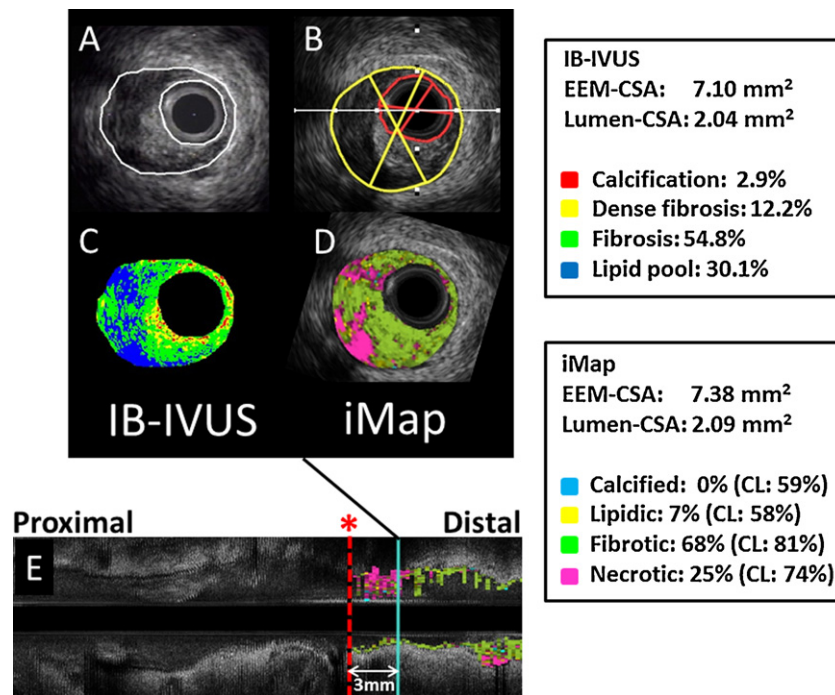 A
B
C
D
IB-IVUS
iMap
IB-IVUS
EEM-CSA: 7.10 mm²
Lumen-CSA: 2.04 mm²
Calcification: 2.9%
Dense fibrosis: 12.2%
Fibrosis: 54.8%
Lipid pool: 30.1%
iMap
EEM-CSA: 7.38 mm²
Lumen-CSA: 2.09 mm²
Calcified: 0% (CL: 59%)
Lipidic: 7% (CL: 58%)
Fibrotic: 68% (CL: 81%)
Necrotic: 25% (CL: 74%)
Proximal
*
Distal
E
3mm